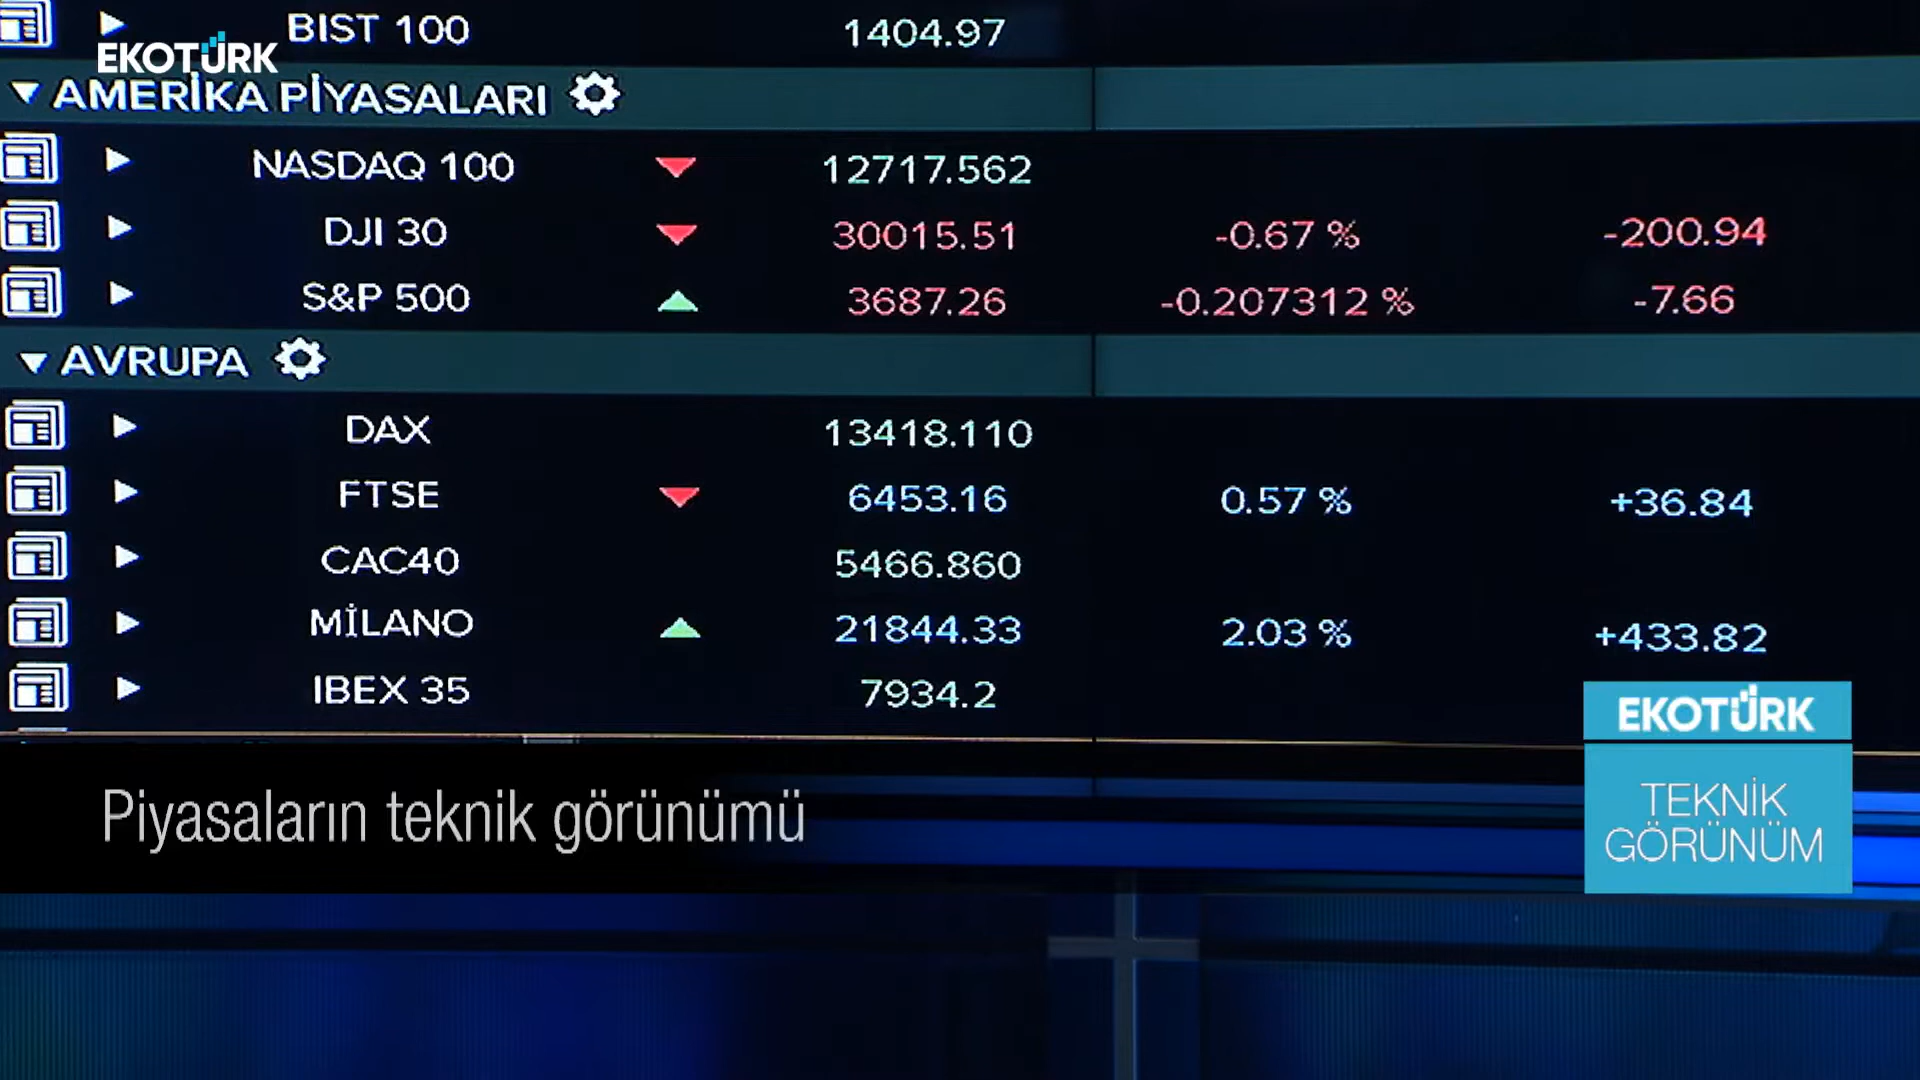 BIST 100 1404.97
EKOTÜRK
AMERİKA PİYASALARI
NASDAQ 100 12717.562
DJI 30 30015.51 -0.67 % -200.94
S&P 500 3687.26 -0.207312 % -7.66
AVRUPA
DAX 13418.110
FTSE 6453.16 0.57 % +36.84
CAC40 5466.860
MİLANO 21844.33 2.03 % +433.82
IBEX 35 7934.2
EKOTÜRK
Piyasaların teknik görünümü
TEKNİK
GÖRÜNÜM